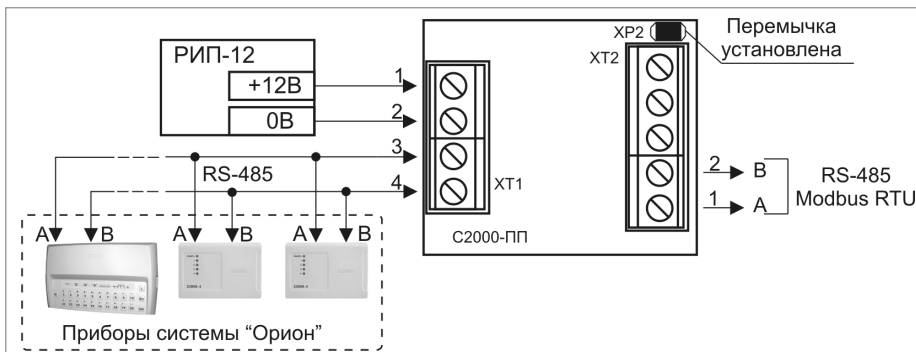 Перемычка
установлена
XP2
XT2
РИП-12
+12В
0В
1
2
3
4
RS-485
XT1
С2000-ПП
2
B
1
A
RS-485
Modbus RTU
A
B
A
B
A
B
Приборы системы “Орион”